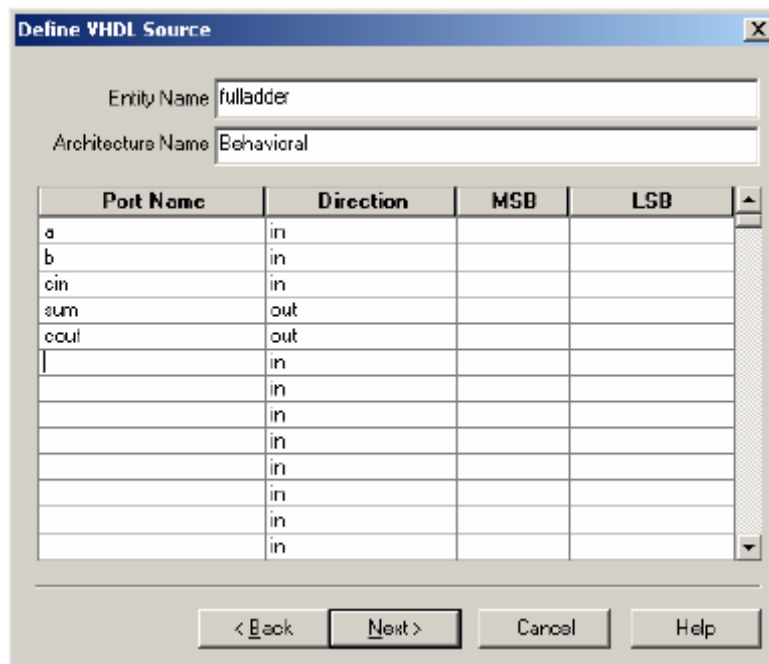 Define VHDL Source
Entity Name fulladder
Architecture Name Behavioral
Port Name Direction MSB LSB
a in
b in
cin in
sum out
cout out
in
in
in
in
in
in
in
in
< Back Next > Cancel Help